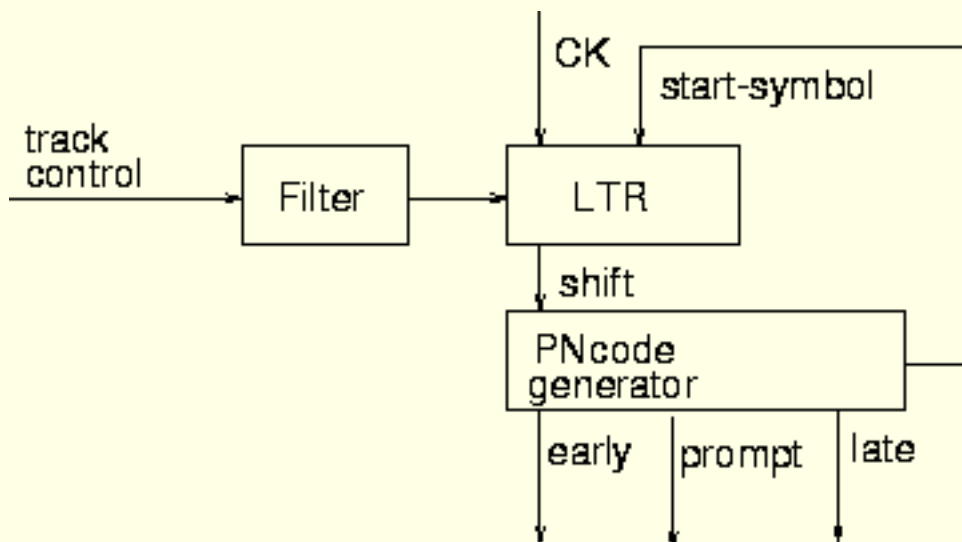 CK
start-symbol
track
control
Filter
LTR
shift
PNcode
generator
early
prompt
late